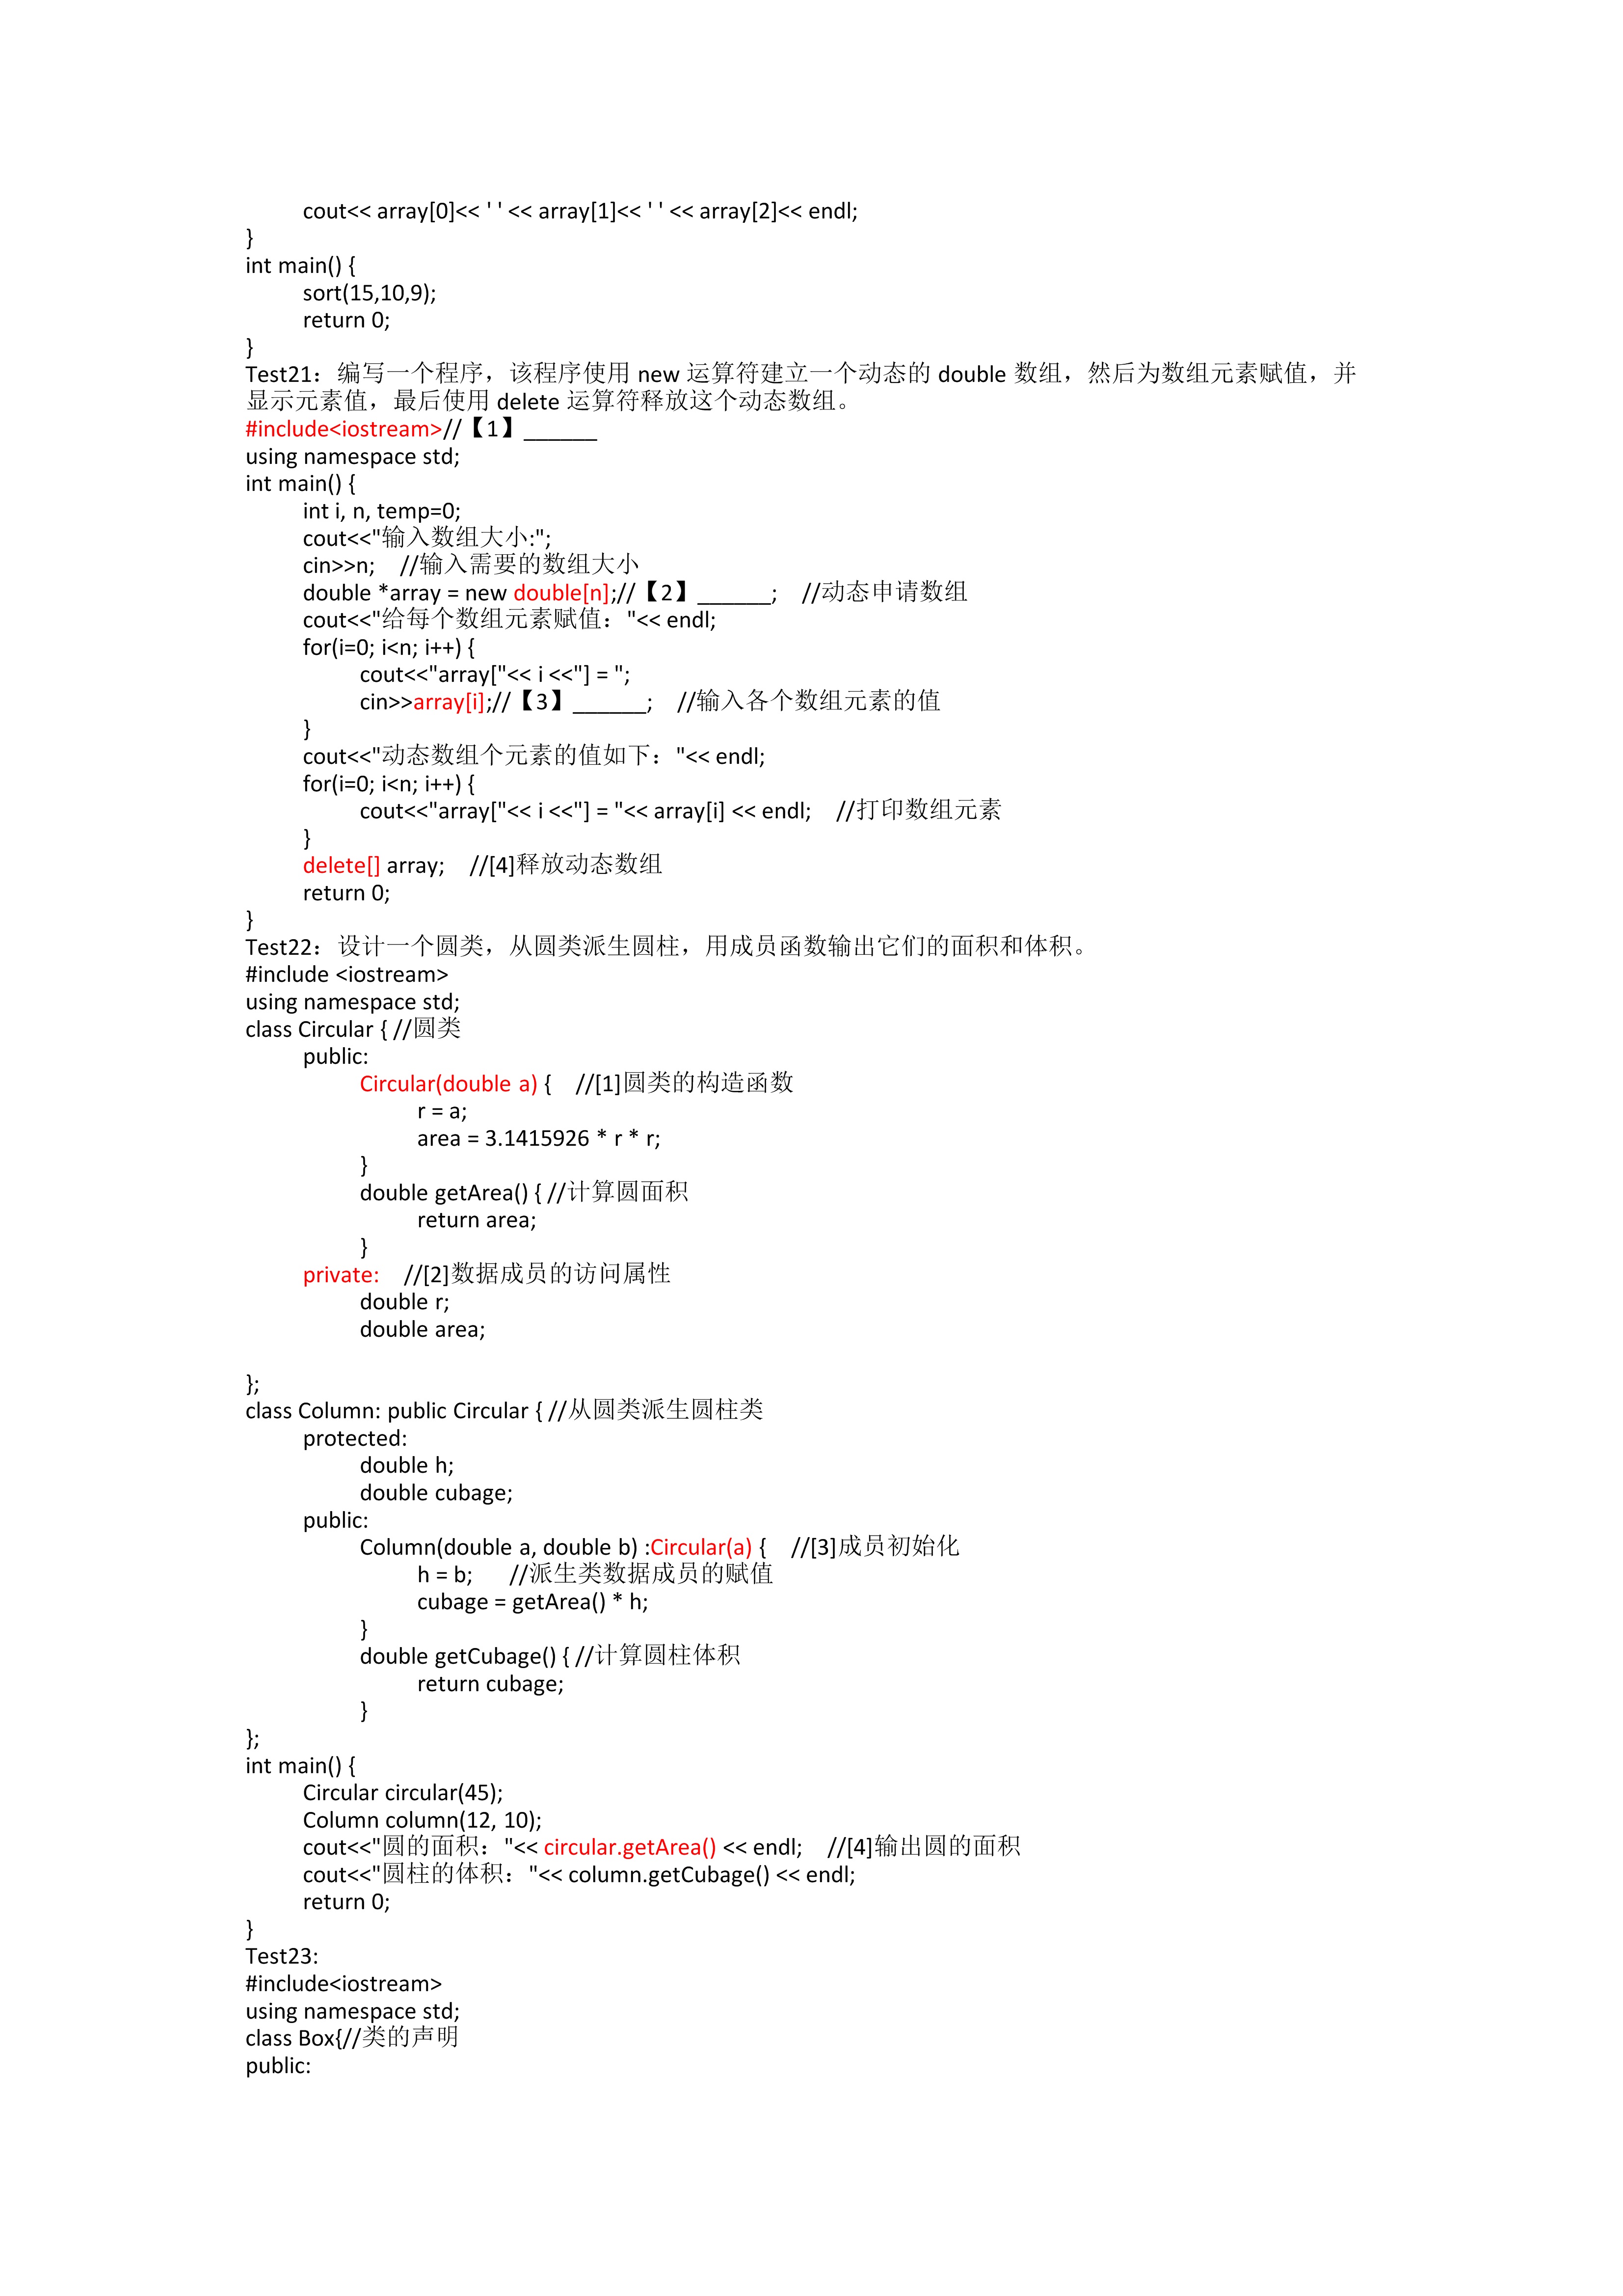 cout<< array[0]<< ' ' << array[1]<< ' ' << array[2]<< endl;
}
int main() {
sort(15,10,9);
return 0;
}
Test21：编写一个程序，该程序使用 new 运算符建立一个动态的 double 数组，然后为数组元素赋值，并
显示元素值，最后使用 delete 运算符释放这个动态数组。
#include<iostream>//【1】______
using namespace std;
int main() {
int i, n, temp=0;
cout<<"输入数组大小:";
cin>>n; //输入需要的数组大小
double *array = new double[n];//【2】______; //动态申请数组
cout<<"给每个数组元素赋值："<< endl;
for(i=0; i<n; i++) {
cout<<"array["<< i <<"] = ";
cin>>array[i];//【3】______; //输入各个数组元素的值
}
cout<<"动态数组个元素的值如下："<< endl;
for(i=0; i<n; i++) {
cout<<"array["<< i <<"] = "<< array[i] << endl; //打印数组元素
}
delete[] array; //[4]释放动态数组
return 0;
}
Test22：设计一个圆类，从圆类派生圆柱，用成员函数输出它们的面积和体积。
#include <iostream>
using namespace std;
class Circular { //圆类
public:
Circular(double a) { //[1]圆类的构造函数
r = a;
area = 3.1415926 * r * r;
}
double getArea() { //计算圆面积
return area;
}
private: //[2]数据成员的访问属性
double r;
double area;
};
class Column: public Circular { //从圆类派生圆柱类
protected:
double h;
double cubage;
public:
Column(double a, double b) :Circular(a) { //[3]成员初始化
h = b; //派生类数据成员的赋值
cubage = getArea() * h;
}
double getCubage() { //计算圆柱体积
return cubage;
}
};
int main() {
Circular circular(45);
Column column(12, 10);
cout<<"圆的面积："<< circular.getArea() << endl; //[4]输出圆的面积
cout<<"圆柱的体积："<< column.getCubage() << endl;
return 0;
}
Test23:
#include<iostream>
using namespace std;
class Box{//类的声明
public: